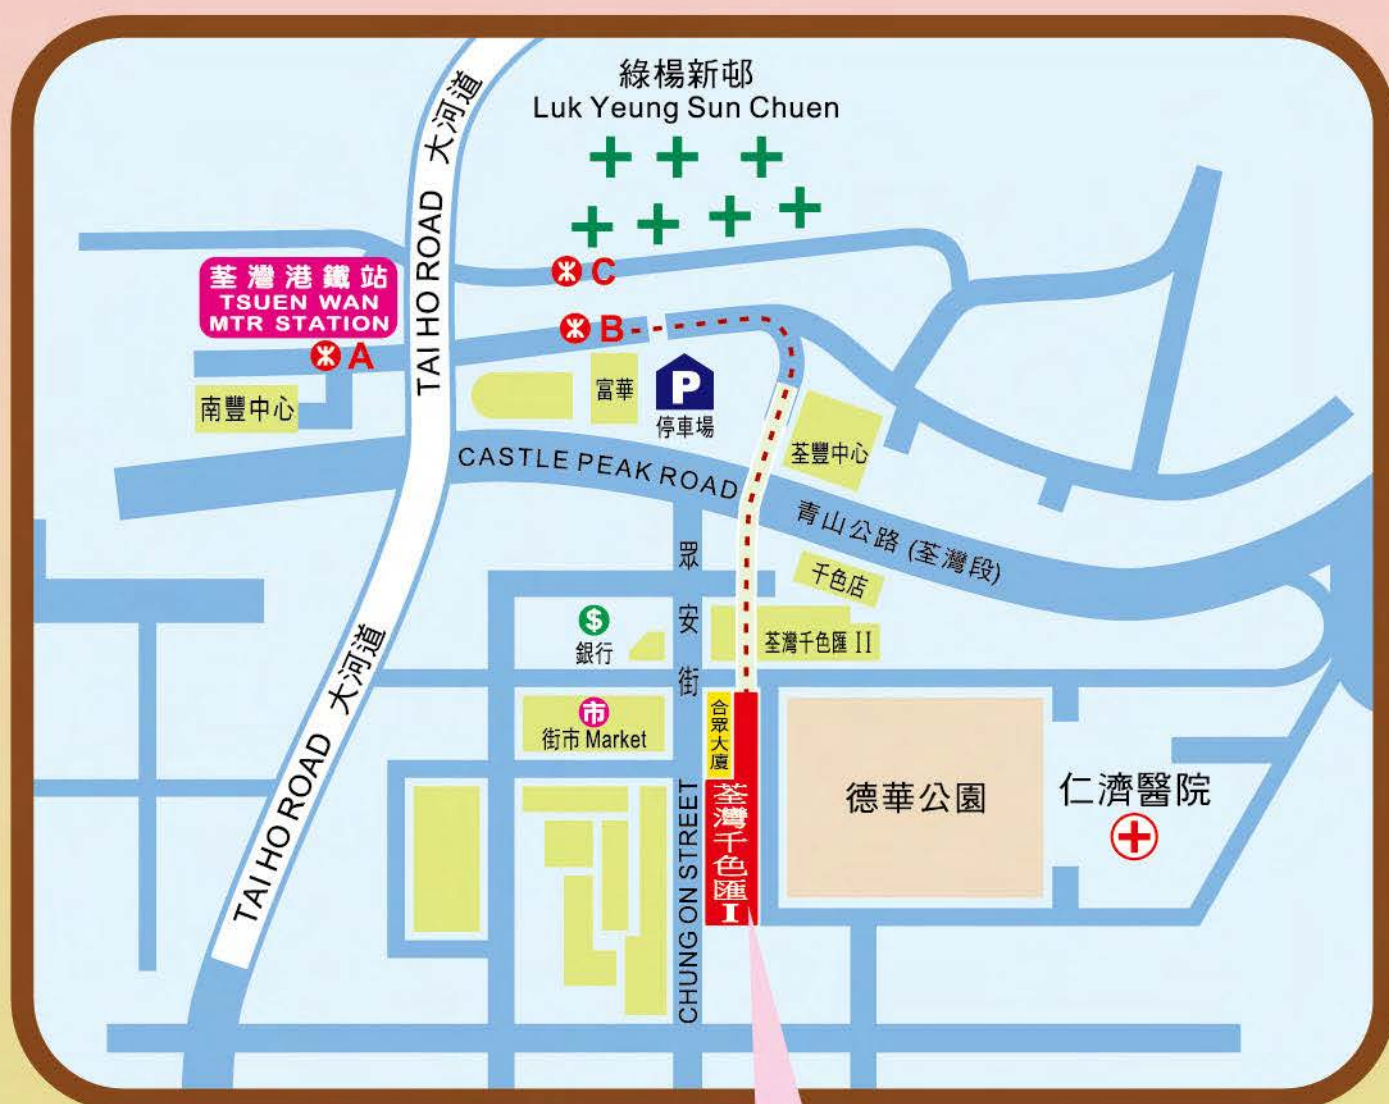 綠楊新邨
Luk Yeung Sun Chuen
TAI HO ROAD 大河道
荃灣港鐵站
TSUEN WAN
MTR STATION
C
B
A
南豐中心
富華
P
停車場
荃豐中心
CASTLE PEAK ROAD
青山公路 (荃灣段)
千色店
眾安街
$
銀行
荃灣千色匯 II
TAI HO ROAD 大河道
市
街市 Market
合眾大廈
荃灣千色匯 I
CHUNG ON STREET
德華公園
仁濟醫院